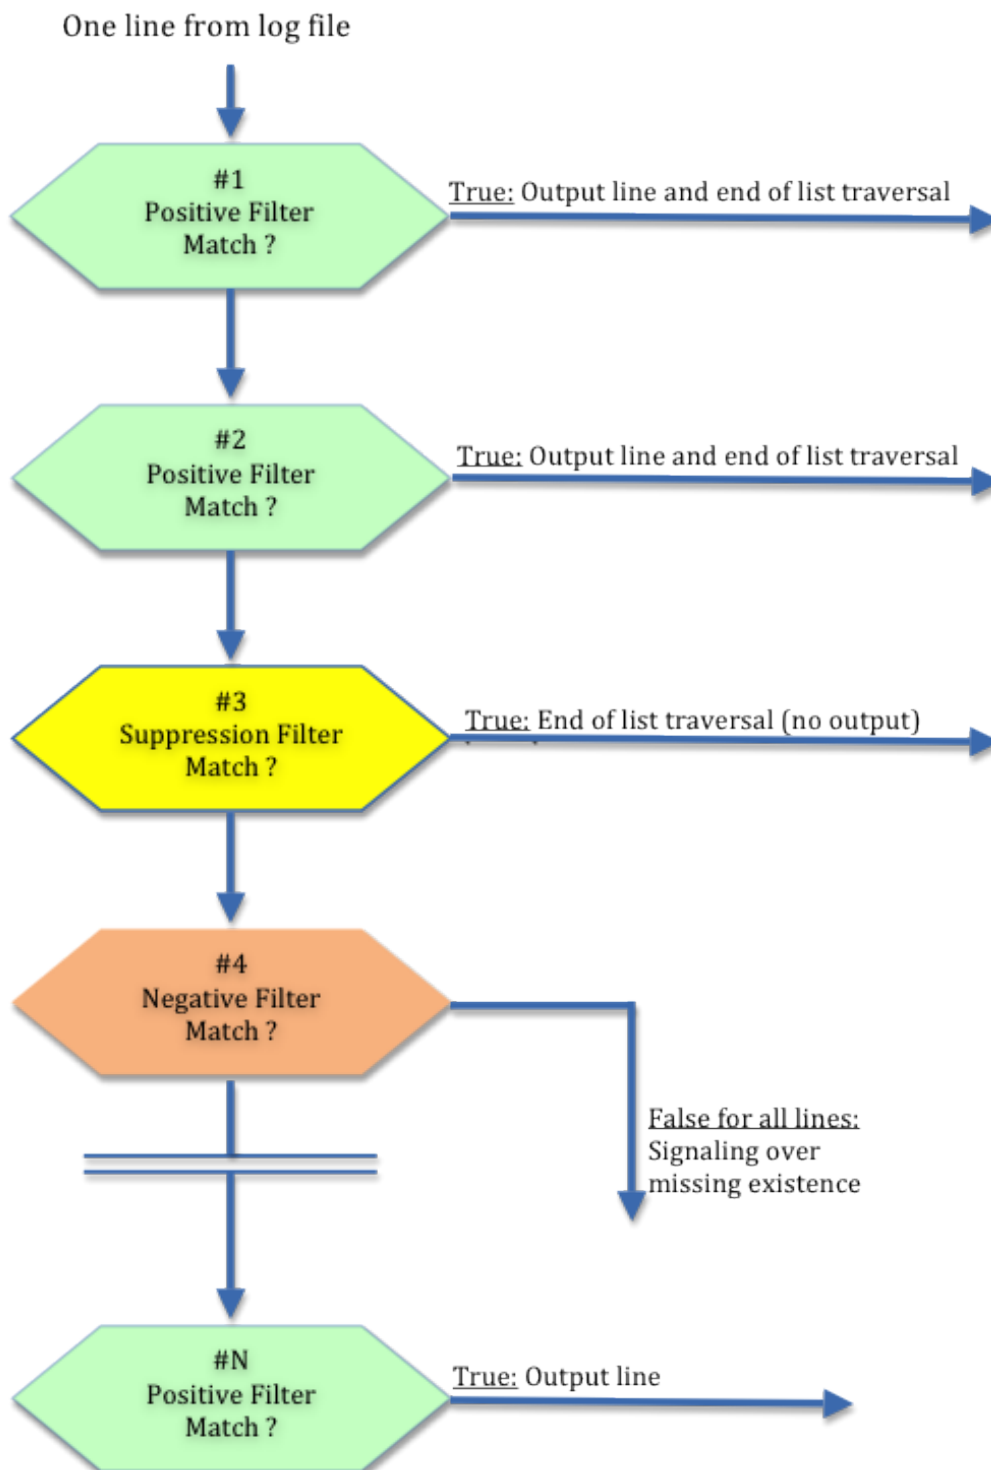 One line from log file
#1
Positive Filter
Match ?
True: Output line and end of list traversal
#2
Positive Filter
Match ?
True: Output line and end of list traversal
#3
Suppression Filter
Match ?
True: End of list traversal (no output)
#4
Negative Filter
Match ?
False for all lines:
Signaling over
missing existence
#N
Positive Filter
Match ?
True: Output line